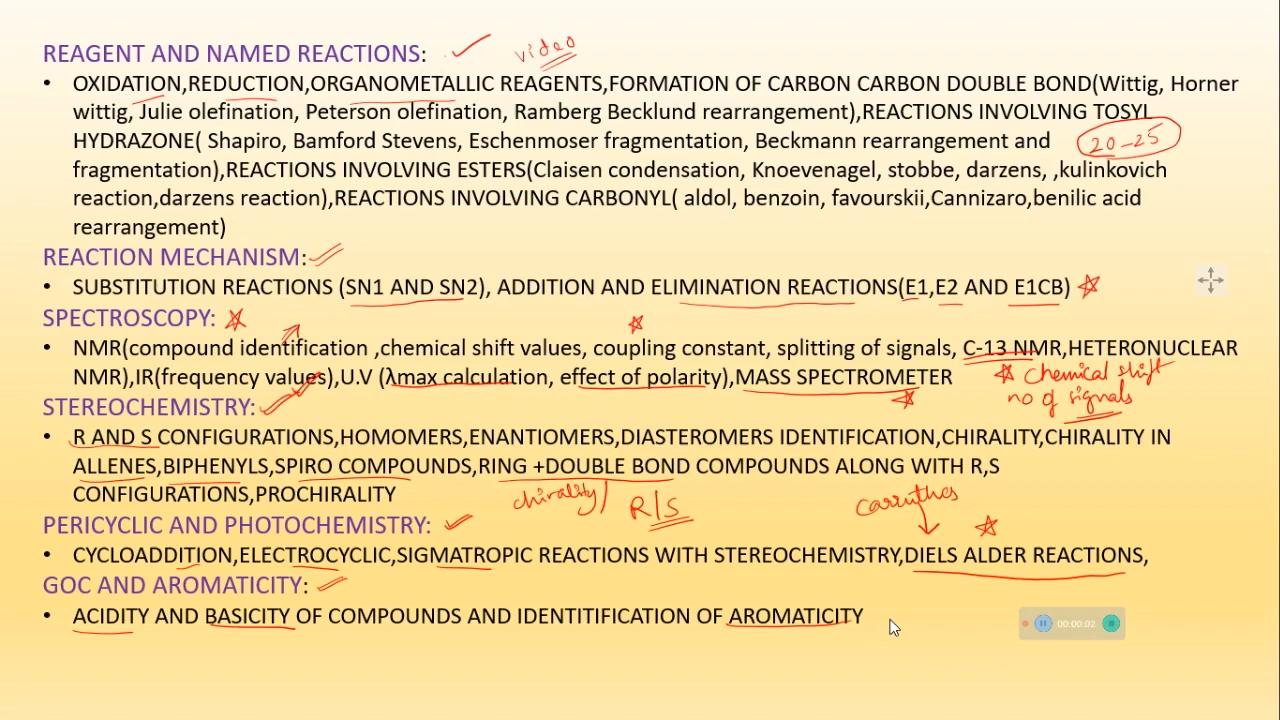 REAGENT AND NAMED REACTIONS: video
• OXIDATION,REDUCTION,ORGANOMETALLIC REAGENTS,FORMATION OF CARBON CARBON DOUBLE BOND(Wittig, Horner
wittig, Julie olefination, Peterson olefination, Ramberg Becklund rearrangement),REACTIONS INVOLVING TOSYL
HYDRAZONE( Shapiro, Bamford Stevens, Eschenmoser fragmentation, Beckmann rearrangement and 20-25
fragmentation),REACTIONS INVOLVING ESTERS(Claisen condensation, Knoevenagel, stobbe, darzens, ,kulinkovich
reaction,darzens reaction),REACTIONS INVOLVING CARBONYL( aldol, benzoin, favourskii,Cannizaro,benilic acid
rearrangement)
REACTION MECHANISM:
• SUBSTITUTION REACTIONS (SN1 AND SN2), ADDITION AND ELIMINATION REACTIONS(E1,E2 AND E1CB)
SPECTROSCOPY:
• NMR(compound identification ,chemical shift values, coupling constant, splitting of signals, C-13 NMR,HETERONUCLEAR
NMR),IR(frequency values),U.V (λmax calculation, effect of polarity),MASS SPECTROMETER
Chemical shift
no of signals
STEREOCHEMISTRY:
• R AND S CONFIGURATIONS,HOMOMERS,ENANTIOMERS,DIASTEROMERS IDENTIFICATION,CHIRALITY,CHIRALITY IN
ALLENES,BIPHENYLS,SPIRO COMPOUNDS,RING +DOUBLE BOND COMPOUNDS ALONG WITH R,S
CONFIGURATIONS,PROCHIRALITY
chirality/ R/S
carruthes
PERICYCLIC AND PHOTOCHEMISTRY:
• CYCLOADDITION,ELECTROCYCLIC,SIGMATROPIC REACTIONS WITH STEREOCHEMISTRY,DIELS ALDER REACTIONS,
GOC AND AROMATICITY:
• ACIDITY AND BASICITY OF COMPOUNDS AND IDENTITIFICATION OF AROMATICITY
00:00:02